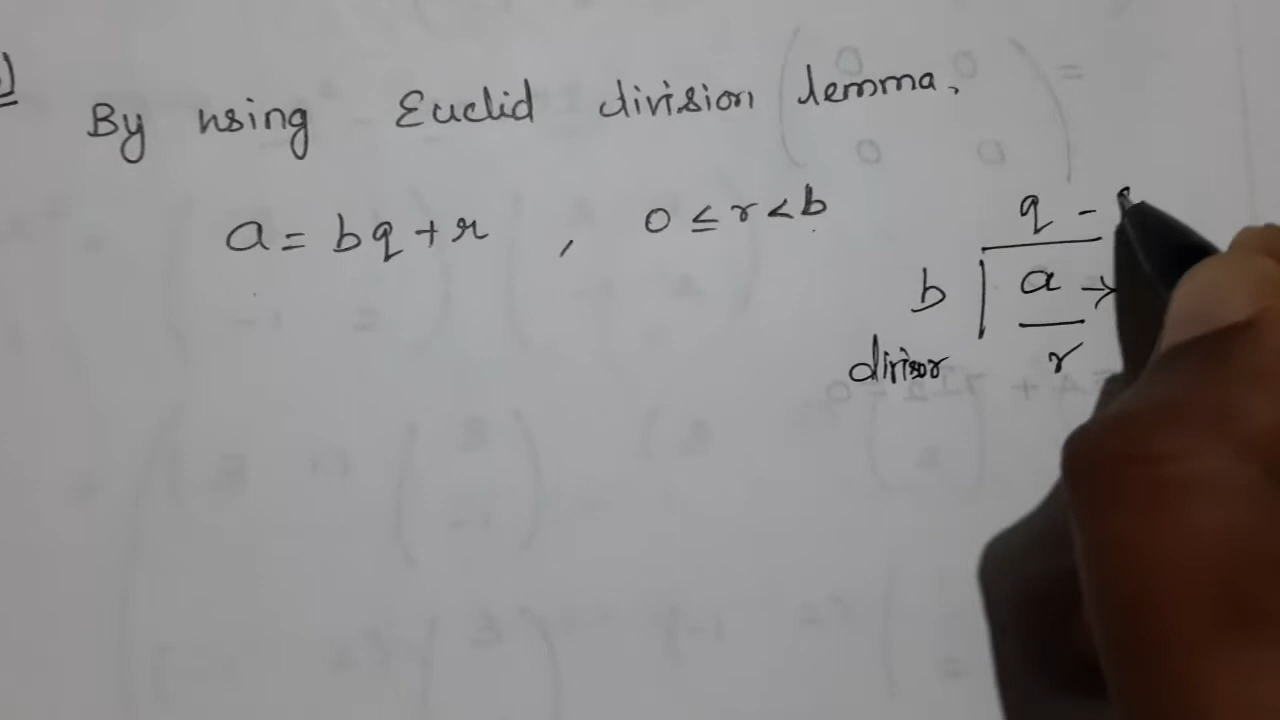 By using Euclid division lemma,
a = bq + r , 0 ≤ r < b
q -
b | a →
divisor r